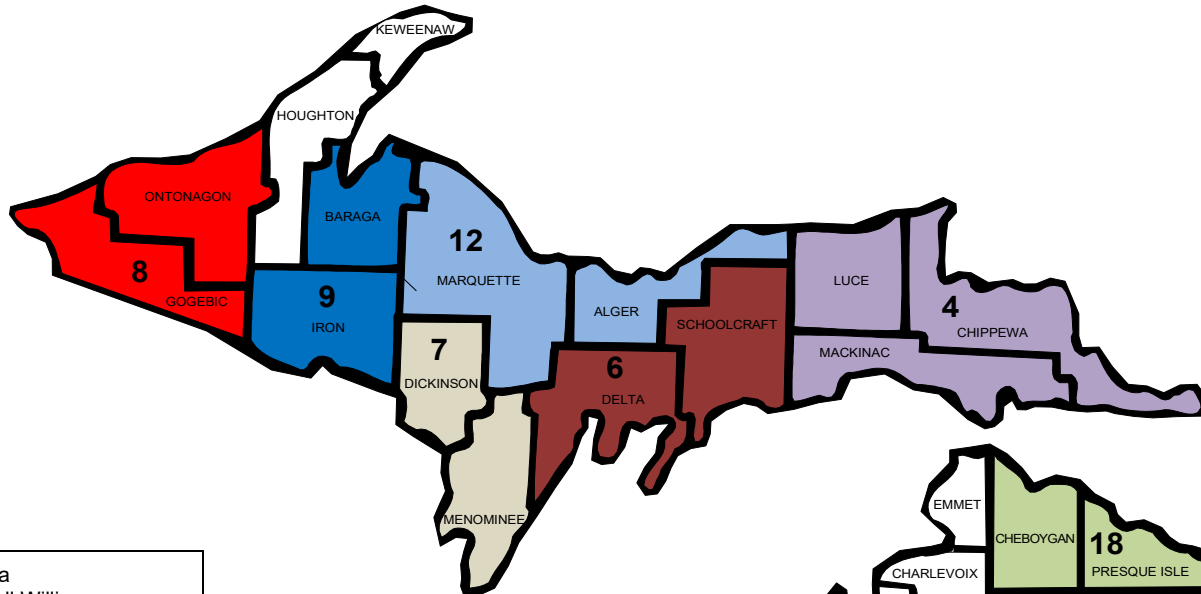 KEWEENAW
HOUGHTON
ONTONAGON
BARAGA
12
8
MARQUETTE
LUCE
GOGEBIC
9
ALGER
4
IRON
SCHOOLCRAFT
CHIPPEWA
7
MACKINAC
6
DICKINSON
DELTA
EMMET
MENOMINEE
CHEBOYGAN
18
CHARLEVOIX
PRESQUE ISLE
a